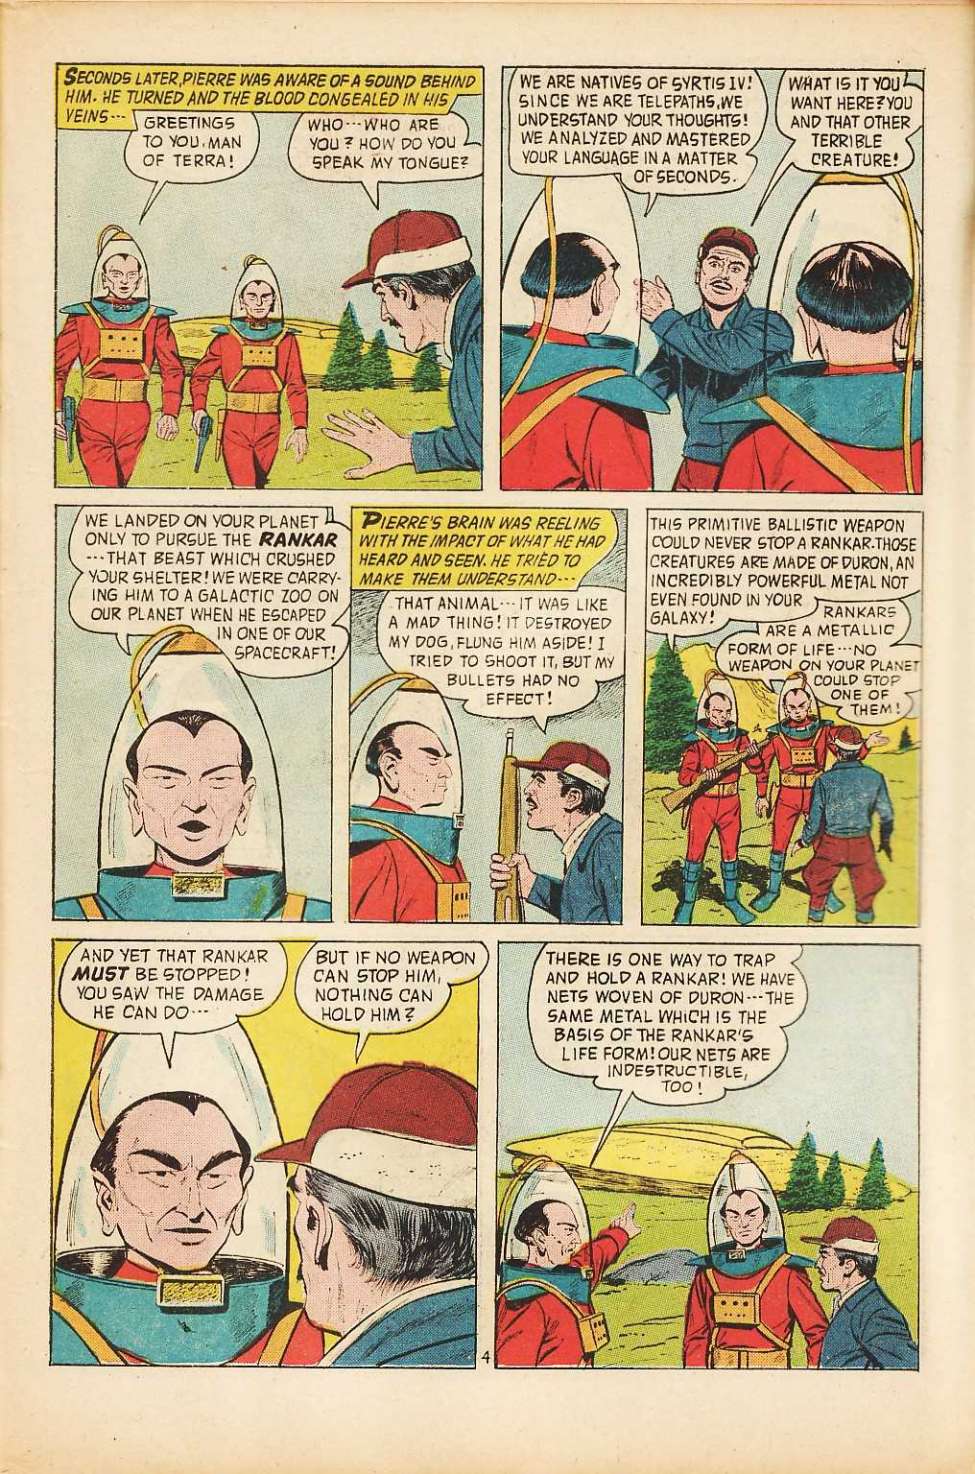 SECONDS LATER, PIERRE WAS AWARE OF A SOUND BEHIND
HIM. HE TURNED AND THE BLOOD CONGEALED IN HIS
VEINS---
GREETINGS
TO YOU, MAN
OF TERRA!
WHO---WHO ARE
YOU? HOW DO YOU
SPEAK MY TONGUE?
WE ARE NATIVES OF SYRTIS IV!
SINCE WE ARE TELEPATHS, WE
UNDERSTAND YOUR THOUGHTS!
WE ANALYZED AND MASTERED
YOUR LANGUAGE IN A MATTER
OF SECONDS.
WHAT IS IT YOU
WANT HERE? YOU
AND THAT OTHER
TERRIBLE
CREATURE!
WE LANDED ON YOUR PLANET
ONLY TO PURSUE THE RANKAR
---THAT BEAST WHICH CRUSHED
YOUR SHELTER! WE WERE CARRY-
ING HIM TO A GALACTIC ZOO ON
OUR PLANET WHEN HE ESCAPED
IN ONE OF OUR
SPACECRAFT!
PIERRE'S BRAIN WAS REELING
WITH THE IMPACT OF WHAT HE HAD
HEARD AND SEEN. HE TRIED TO
MAKE THEM UNDERSTAND---
THAT ANIMAL---IT WAS LIKE
A MAD THING! IT DESTROYED
MY DOG, FLUNG HIM ASIDE! I
TRIED TO SHOOT IT, BUT MY
BULLETS HAD NO
EFFECT!
THIS PRIMITIVE BALLISTIC WEAPON
COULD NEVER STOP A RANKAR. THOSE
CREATURES ARE MADE OF DURON, AN
INCREDIBLY POWERFUL METAL NOT
EVEN FOUND IN YOUR
GALAXY!
RANKARS
ARE A METALLIC
FORM OF LIFE---NO
WEAPON ON YOUR PLANET
COULD STOP
ONE OF
THEM!
AND YET THAT RANKAR
MUST BE STOPPED!
YOU SAW THE DAMAGE
HE CAN DO---
BUT IF NO WEAPON
CAN STOP HIM,
NOTHING CAN
HOLD HIM?
THERE IS ONE WAY TO TRAP
AND HOLD A RANKAR! WE HAVE
NETS WOVEN OF DURON---THE
SAME METAL WHICH IS THE
BASIS OF THE RANKAR'S
LIFE FORM! OUR NETS ARE
INDESTRUCTIBLE,
TOO!
4